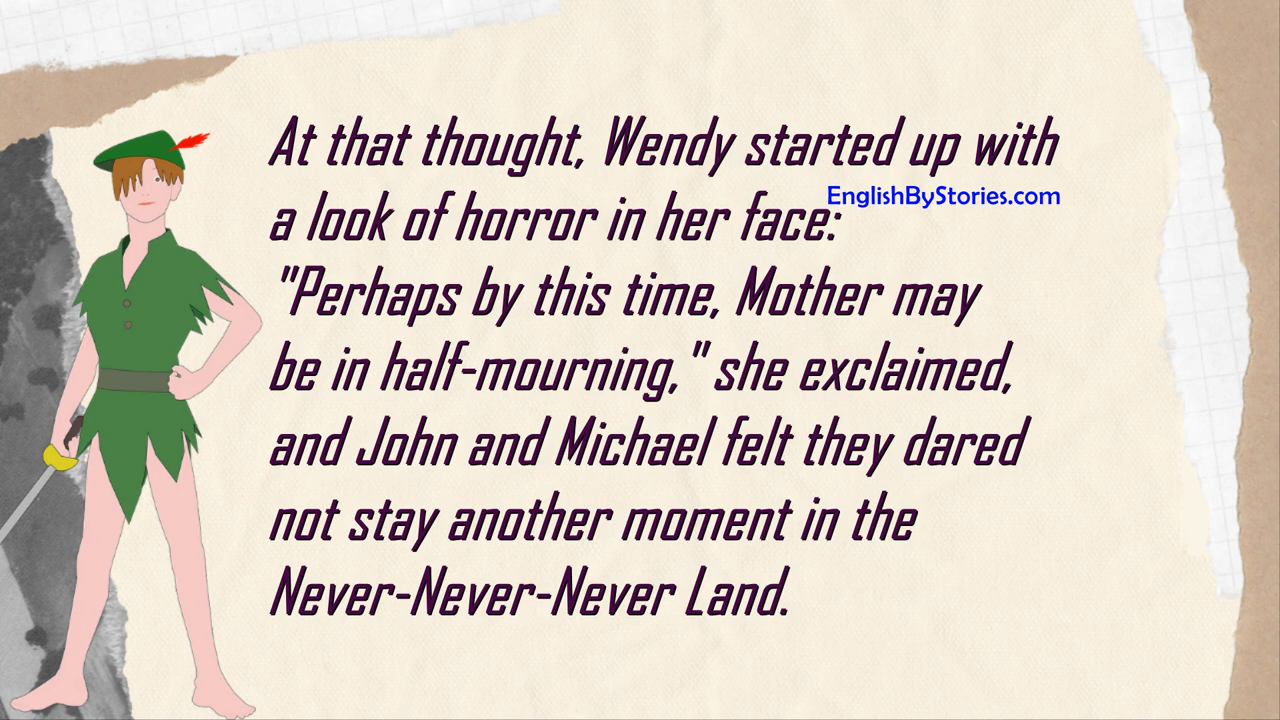 At that thought, Wendy started up with
EnglishByStories.com
a look of horror in her face:
"Perhaps by this time, Mother may
be in half-mourning," she exclaimed,
and John and Michael felt they dared
not stay another moment in the
Never-Never-Never Land.